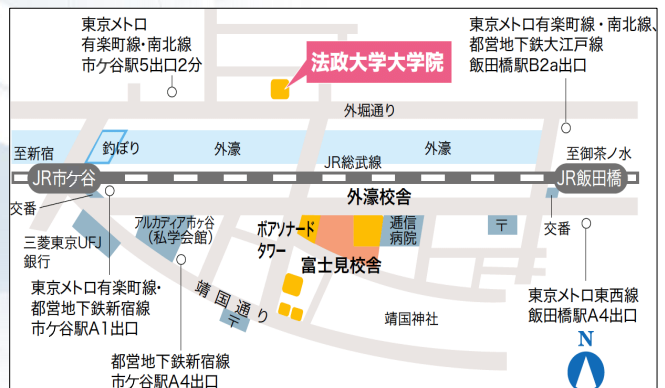 東京メトロ
有楽町線・南北線
市ケ谷駅5出口2分
法政大学大学院
東京メトロ有楽町線・南北線、
都営地下鉄大江戸線
飯田橋駅B2a出口
外堀通り
至新宿
釣ぼり
外濠
外濠
JR総武線
至御茶ノ水
JR市ケ谷
JR飯田橋
交番
外濠校舎
交番
三菱東京UFJ
銀行
アルカディア市ヶ谷
(私学会館)
ボアソナード
タワー
逓信
病院
〒
富士見校舎
東京メトロ有楽町線・
都営地下鉄新宿線
市ケ谷駅A1出口
靖国通り
〒
靖国神社
東京メトロ東西線
飯田橋駅A4出口
都営地下鉄新宿線
市ケ谷駅A4出口
N